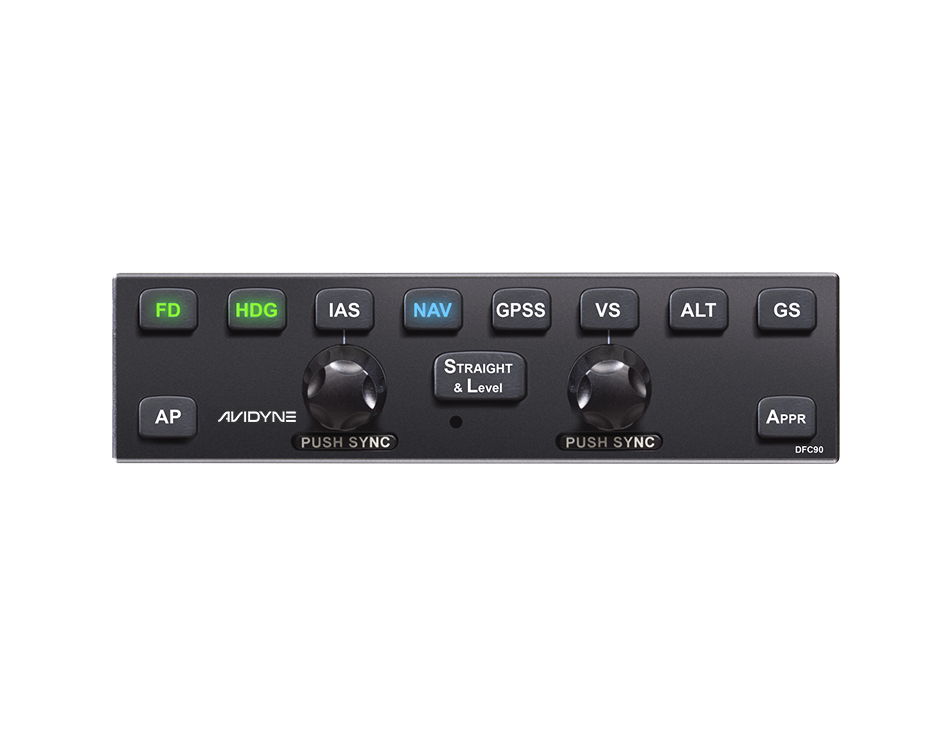 FD HDG IAS NAV GPSS VS ALT GS
STRAIGHT
& LEVEL
AP AVIDYNE APPR
PUSH SYNC PUSH SYNC
DFC90